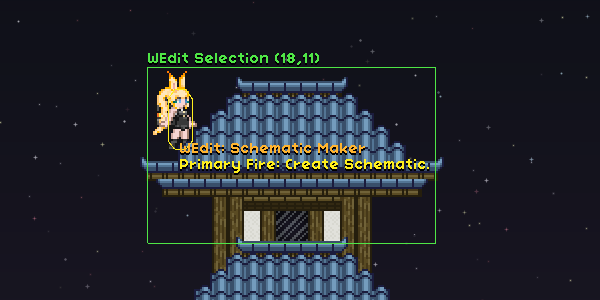 WEdit Selection (18,11)
WEdit: Schematic Maker
Primary Fire: Create Schematic.